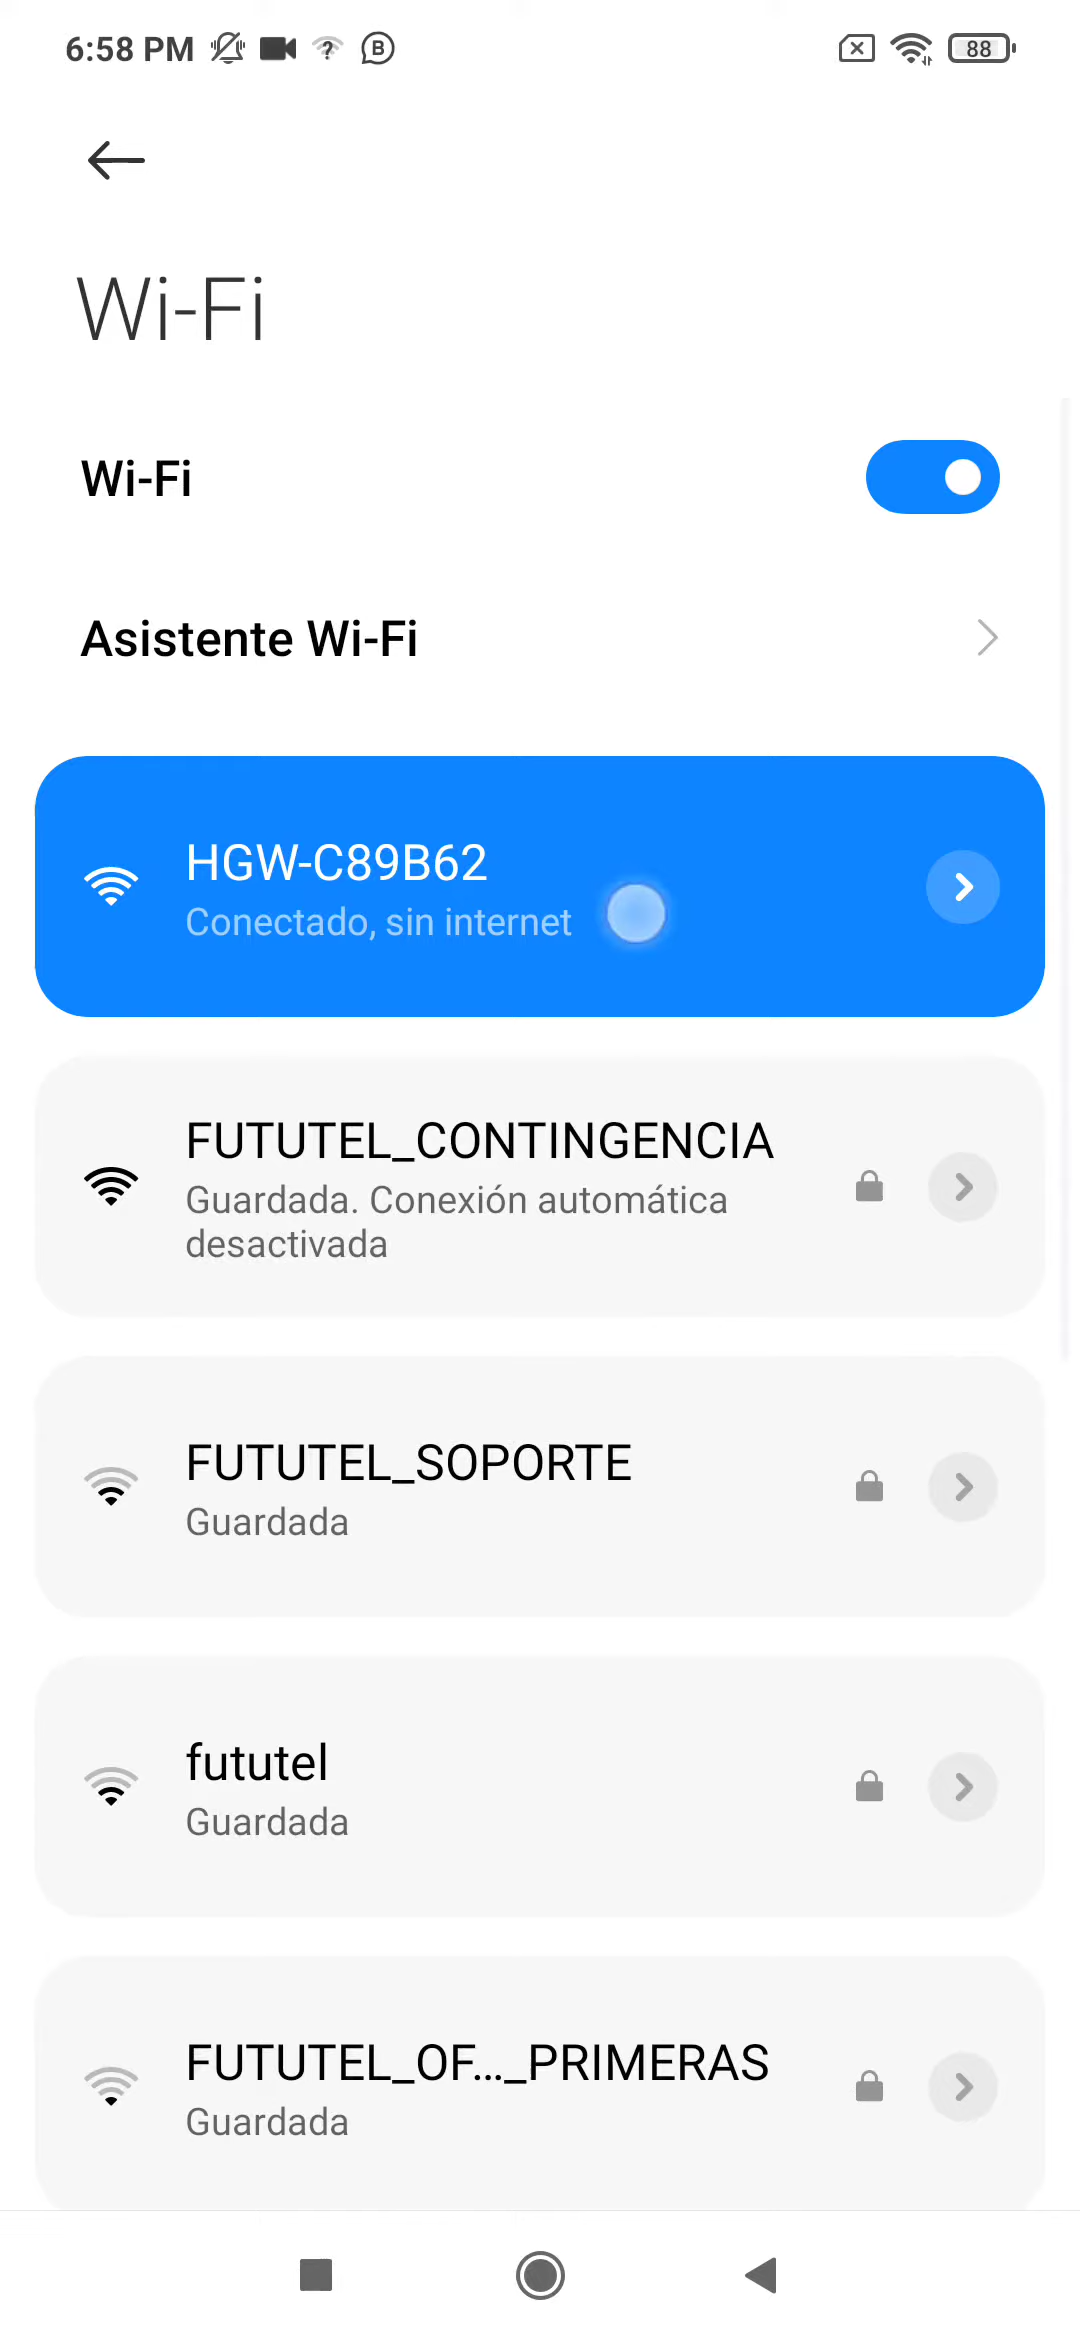 6:58 PM
88
Wi-Fi
Wi-Fi
Asistente Wi-Fi
HGW-C89B62
Conectado, sin internet
FUTUTEL_CONTINGENCIA
Guardada. Conexión automática
desactivada
FUTUTEL_SOPORTE
Guardada
fututel
Guardada
FUTUTEL_OF..._PRIMERAS
Guardada